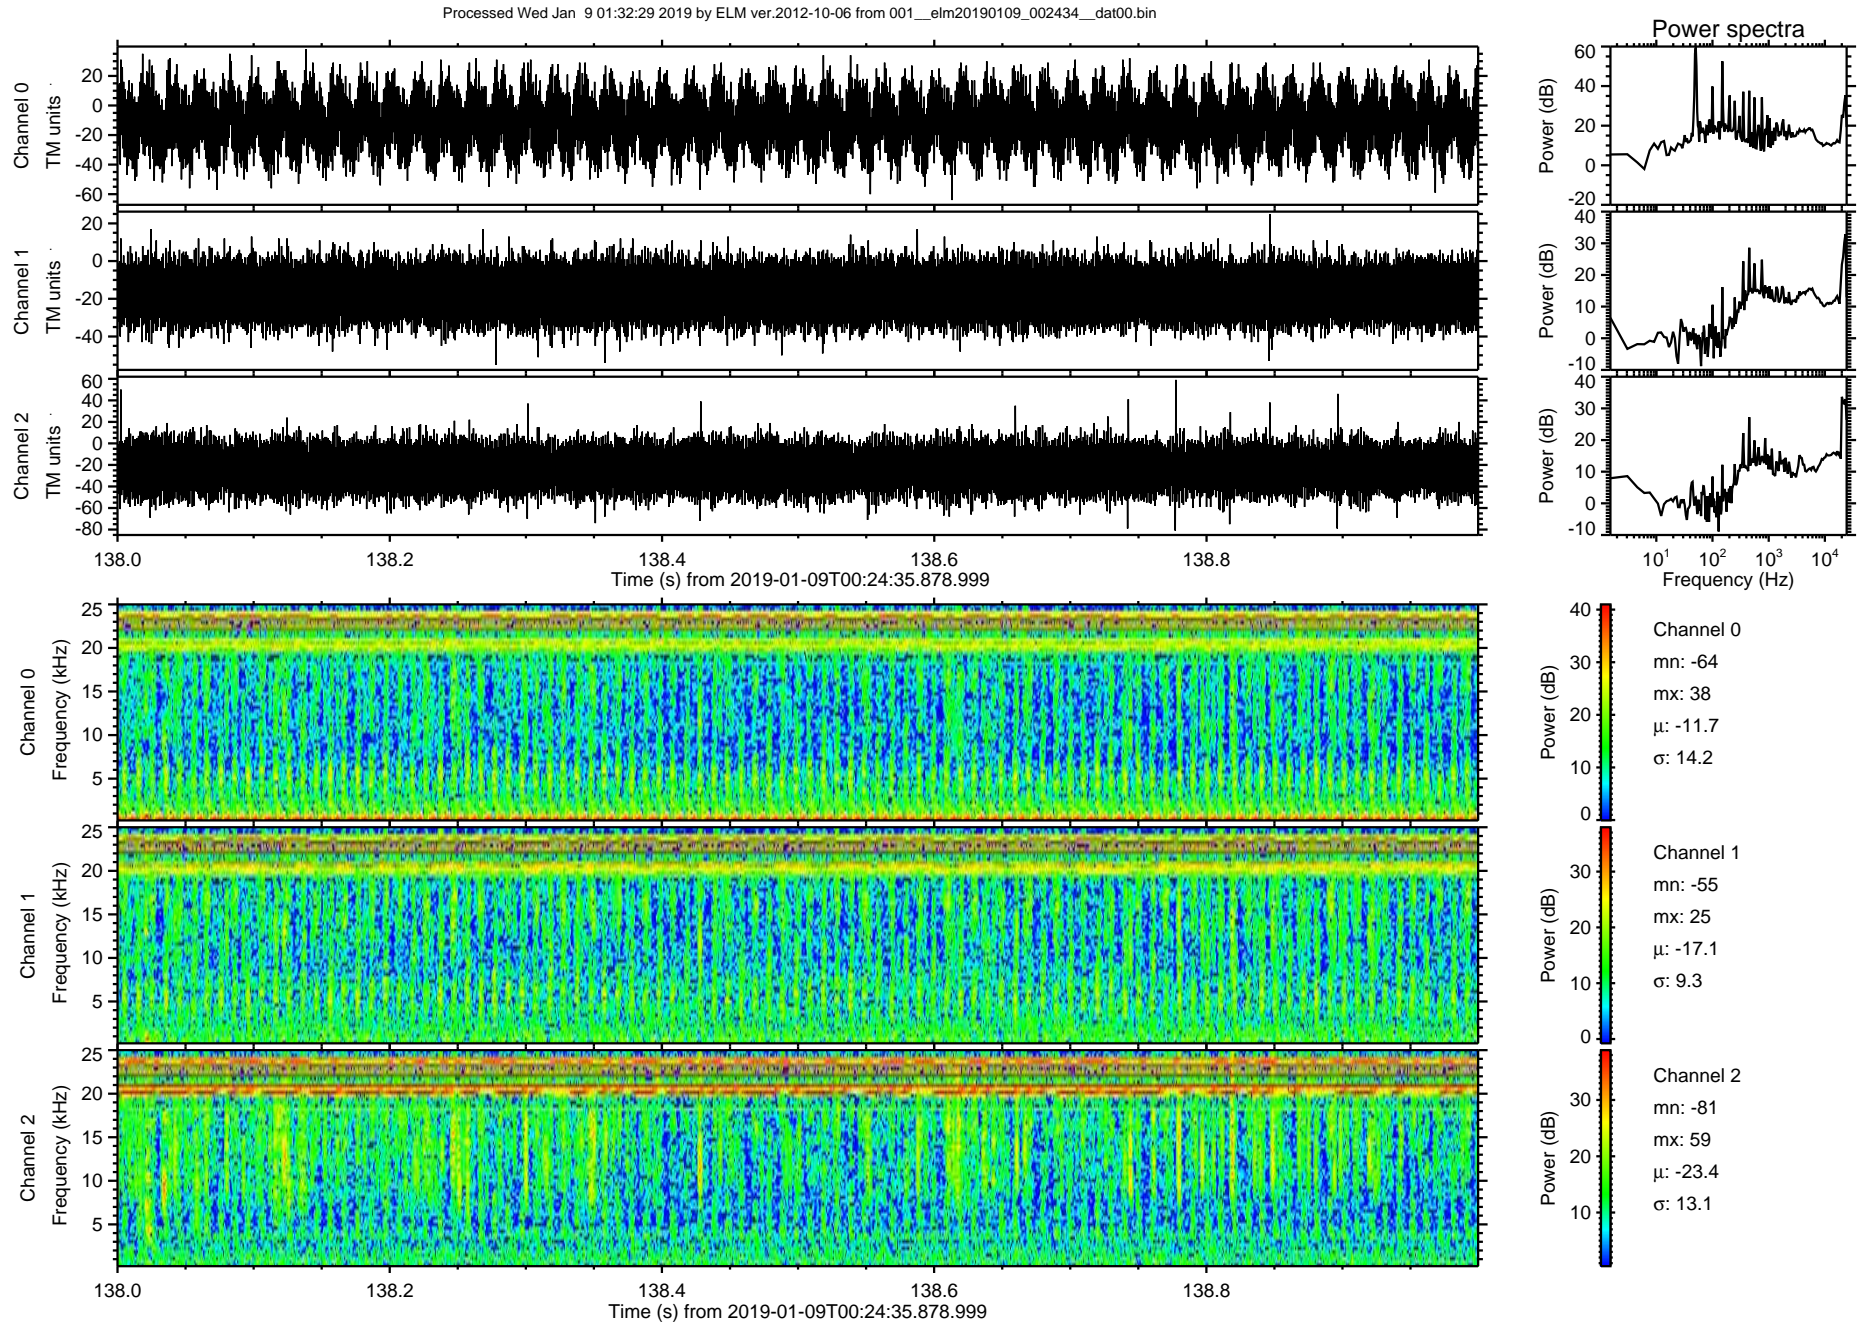 Processed Wed Jan  9 01:32:29 2019 by ELM ver.2012-10-06 from 001__elm20190109_002434__dat00.bin
Power spectra
Channel 0
TM units
20
0
-20
-40
-60
Power (dB)
60
40
20
0
-20
Channel 1
TM units
20
0
-20
-40
Power (dB)
40
30
20
10
0
-10
Channel 2
TM units
60
40
20
0
-20
-40
-60
-80
Power (dB)
40
30
20
10
0
-10
138.0 138.2 138.4 138.6 138.8
Time (s) from 2019-01-09T00:24:35.878.999
10¹ 10² 10³ 10⁴
Frequency (Hz)
Channel 0
Frequency (kHz)
25
20
15
10
5
Power (dB)
40
30
20
10
0
Channel 0
mn: -64
mx: 38
μ: -11.7
σ: 14.2
Channel 1
Frequency (kHz)
25
20
15
10
5
Power (dB)
30
20
10
0
Channel 1
mn: -55
mx: 25
μ: -17.1
σ: 9.3
Channel 2
Frequency (kHz)
25
20
15
10
5
Power (dB)
30
20
10
Channel 2
mn: -81
mx: 59
μ: -23.4
σ: 13.1
138.0 138.2 138.4 138.6 138.8
Time (s) from 2019-01-09T00:24:35.878.999